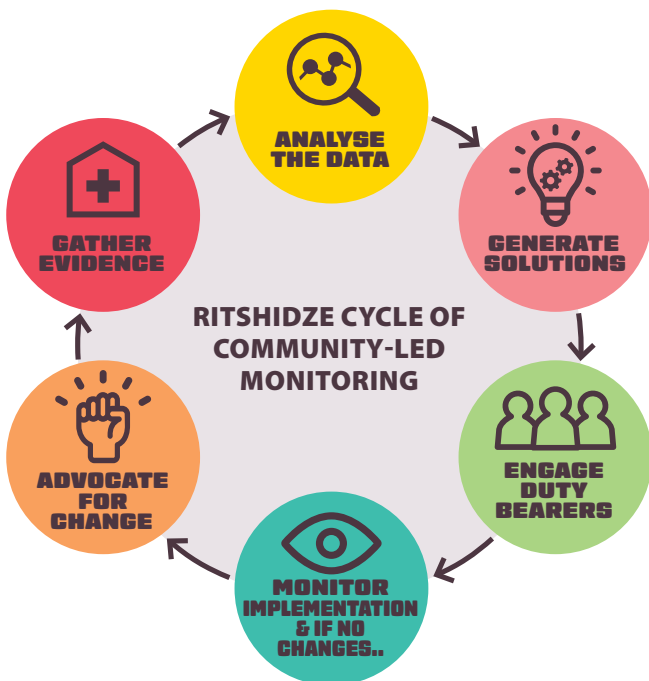 ANALYSE
THE DATA
GENERATE
SOLUTIONS
ENGAGE
DUTY
BEARERS
MONITOR
IMPLEMENTATION
& IF NO
CHANGES..
ADVOCATE
FOR
CHANGE
GATHER
EVIDENCE
RITSHIDZE CYCLE OF
COMMUNITY-LED
MONITORING